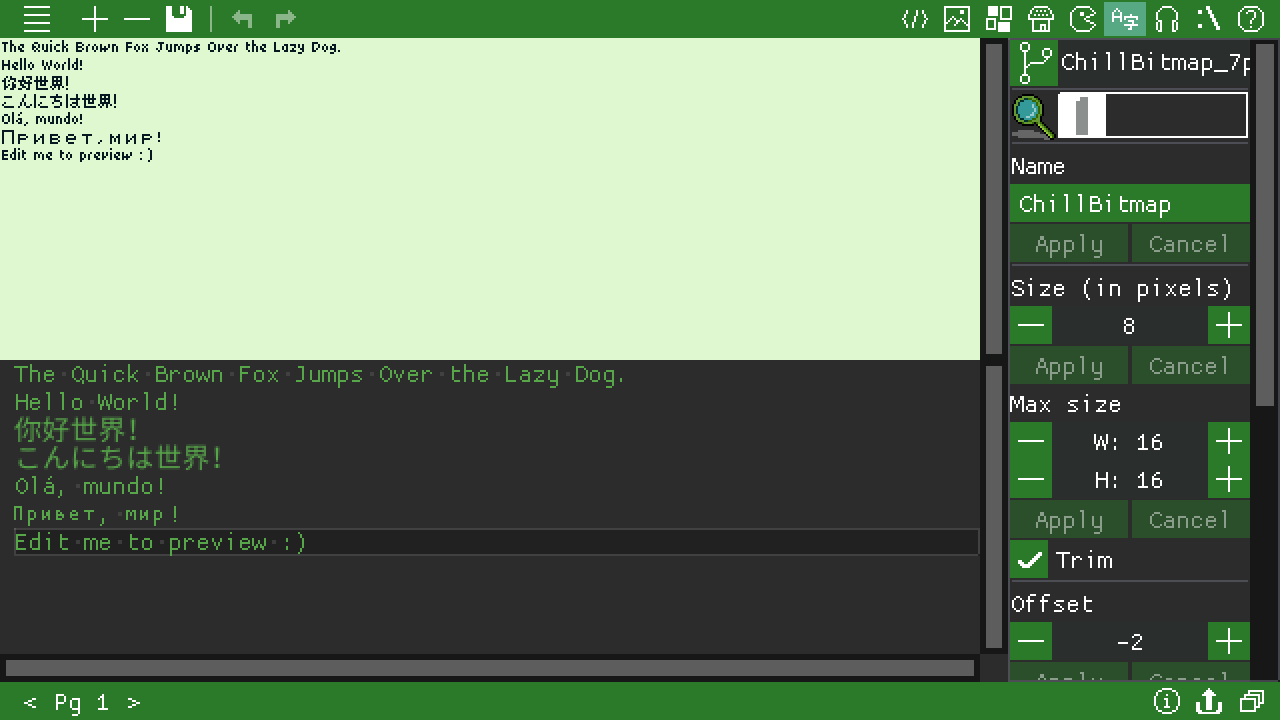 The Quick Brown Fox Jumps Over the Lazy Dog.
Hello World!
你好世界!
こんにちは世界!
Olá, mundo!
Привет, мир!
Edit me to preview :)
The Quick Brown Fox Jumps Over the Lazy Dog.
Hello World!
你好世界!
こんにちは世界!
Olá, mundo!
Привет, мир!
Edit me to preview :)
< Pg 1 >
A字
ChillBitmap_7p
Name
ChillBitmap
Apply Cancel
Size (in pixels)
8
Apply Cancel
Max size
W: 16
H: 16
Apply Cancel
Trim
Offset
-2
Apply Cancel